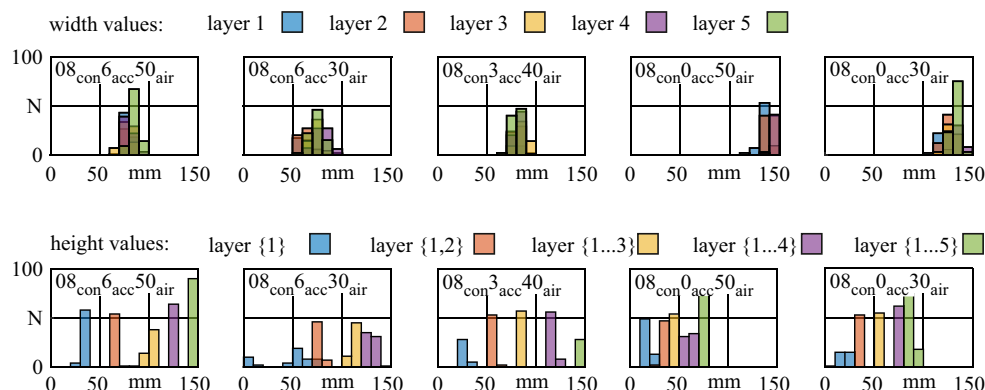 width values: layer 1 layer 2 layer 3 layer 4 layer 5
100 08con6acc50air 08con6acc30air 08con3acc40air 08con0acc50air 08con0acc30air
N
0
0 50 mm 150 0 50 mm 150 0 50 mm 150 0 50 mm 150 0 50 mm 150
height values: layer {1} layer {1,2} layer {1...3} layer {1...4} layer {1...5}
100 08con6acc50air 08con6acc30air 08con3acc40air 08con0acc50air 08con0acc30air
N
0
0 50 mm 150 0 50 mm 150 0 50 mm 150 0 50 mm 150 0 50 mm 150